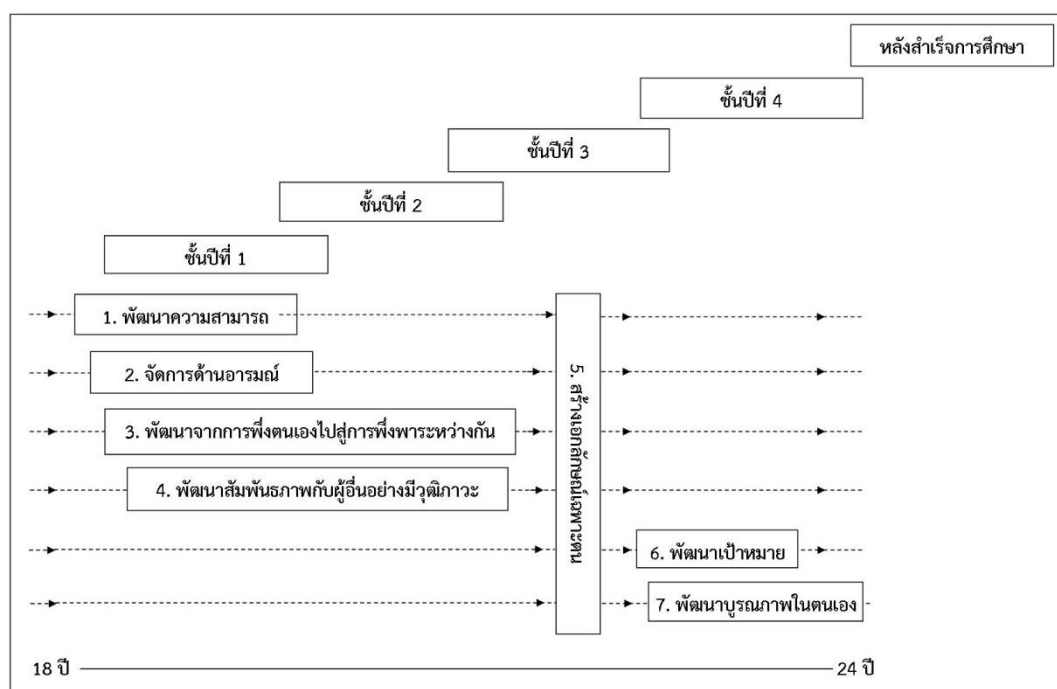 หลังสำเร็จการศึกษา
ชั้นปีที่ 4
ชั้นปีที่ 3
ชั้นปีที่ 2
ชั้นปีที่ 1
1. พัฒนาความสามารถ
2. จัดการด้านอารมณ์
3. พัฒนาจากการพึ่งตนเองไปสู่การพึ่งพาระหว่างกัน
4. พัฒนาสัมพันธภาพกับผู้อื่นอย่างมีวุฒิภาวะ
5. สร้างเอกลักษณ์เฉพาะตน
6. พัฒนาเป้าหมาย
7. พัฒนาบูรณภาพในตนเอง
18 ปี
24 ปี